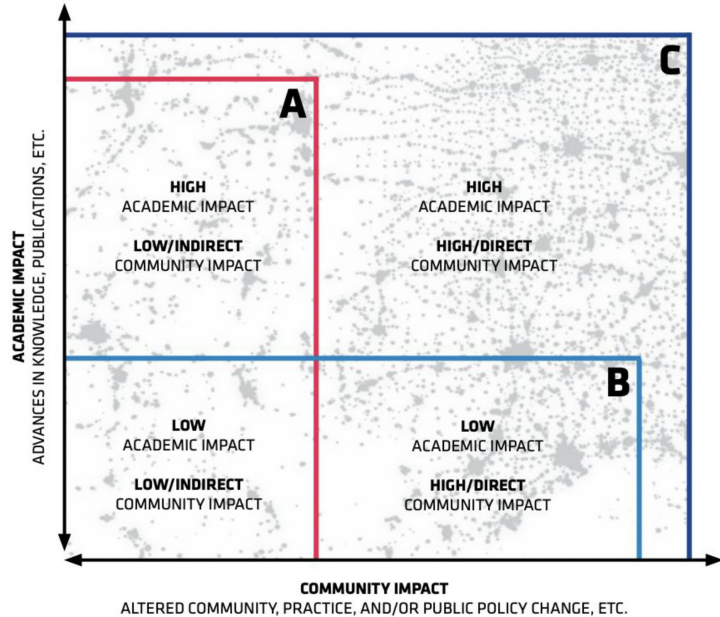 C
A
HIGH
ACADEMIC IMPACT
LOW/INDIRECT
COMMUNITY IMPACT
HIGH
ACADEMIC IMPACT
HIGH/DIRECT
COMMUNITY IMPACT
ACADEMIC IMPACT
ADVANCES IN KNOWLEDGE, PUBLICATIONS, ETC.
B
LOW
ACADEMIC IMPACT
LOW/INDIRECT
COMMUNITY IMPACT
LOW
ACADEMIC IMPACT
HIGH/DIRECT
COMMUNITY IMPACT
COMMUNITY IMPACT
ALTERED COMMUNITY, PRACTICE, AND/OR PUBLIC POLICY CHANGE, ETC.